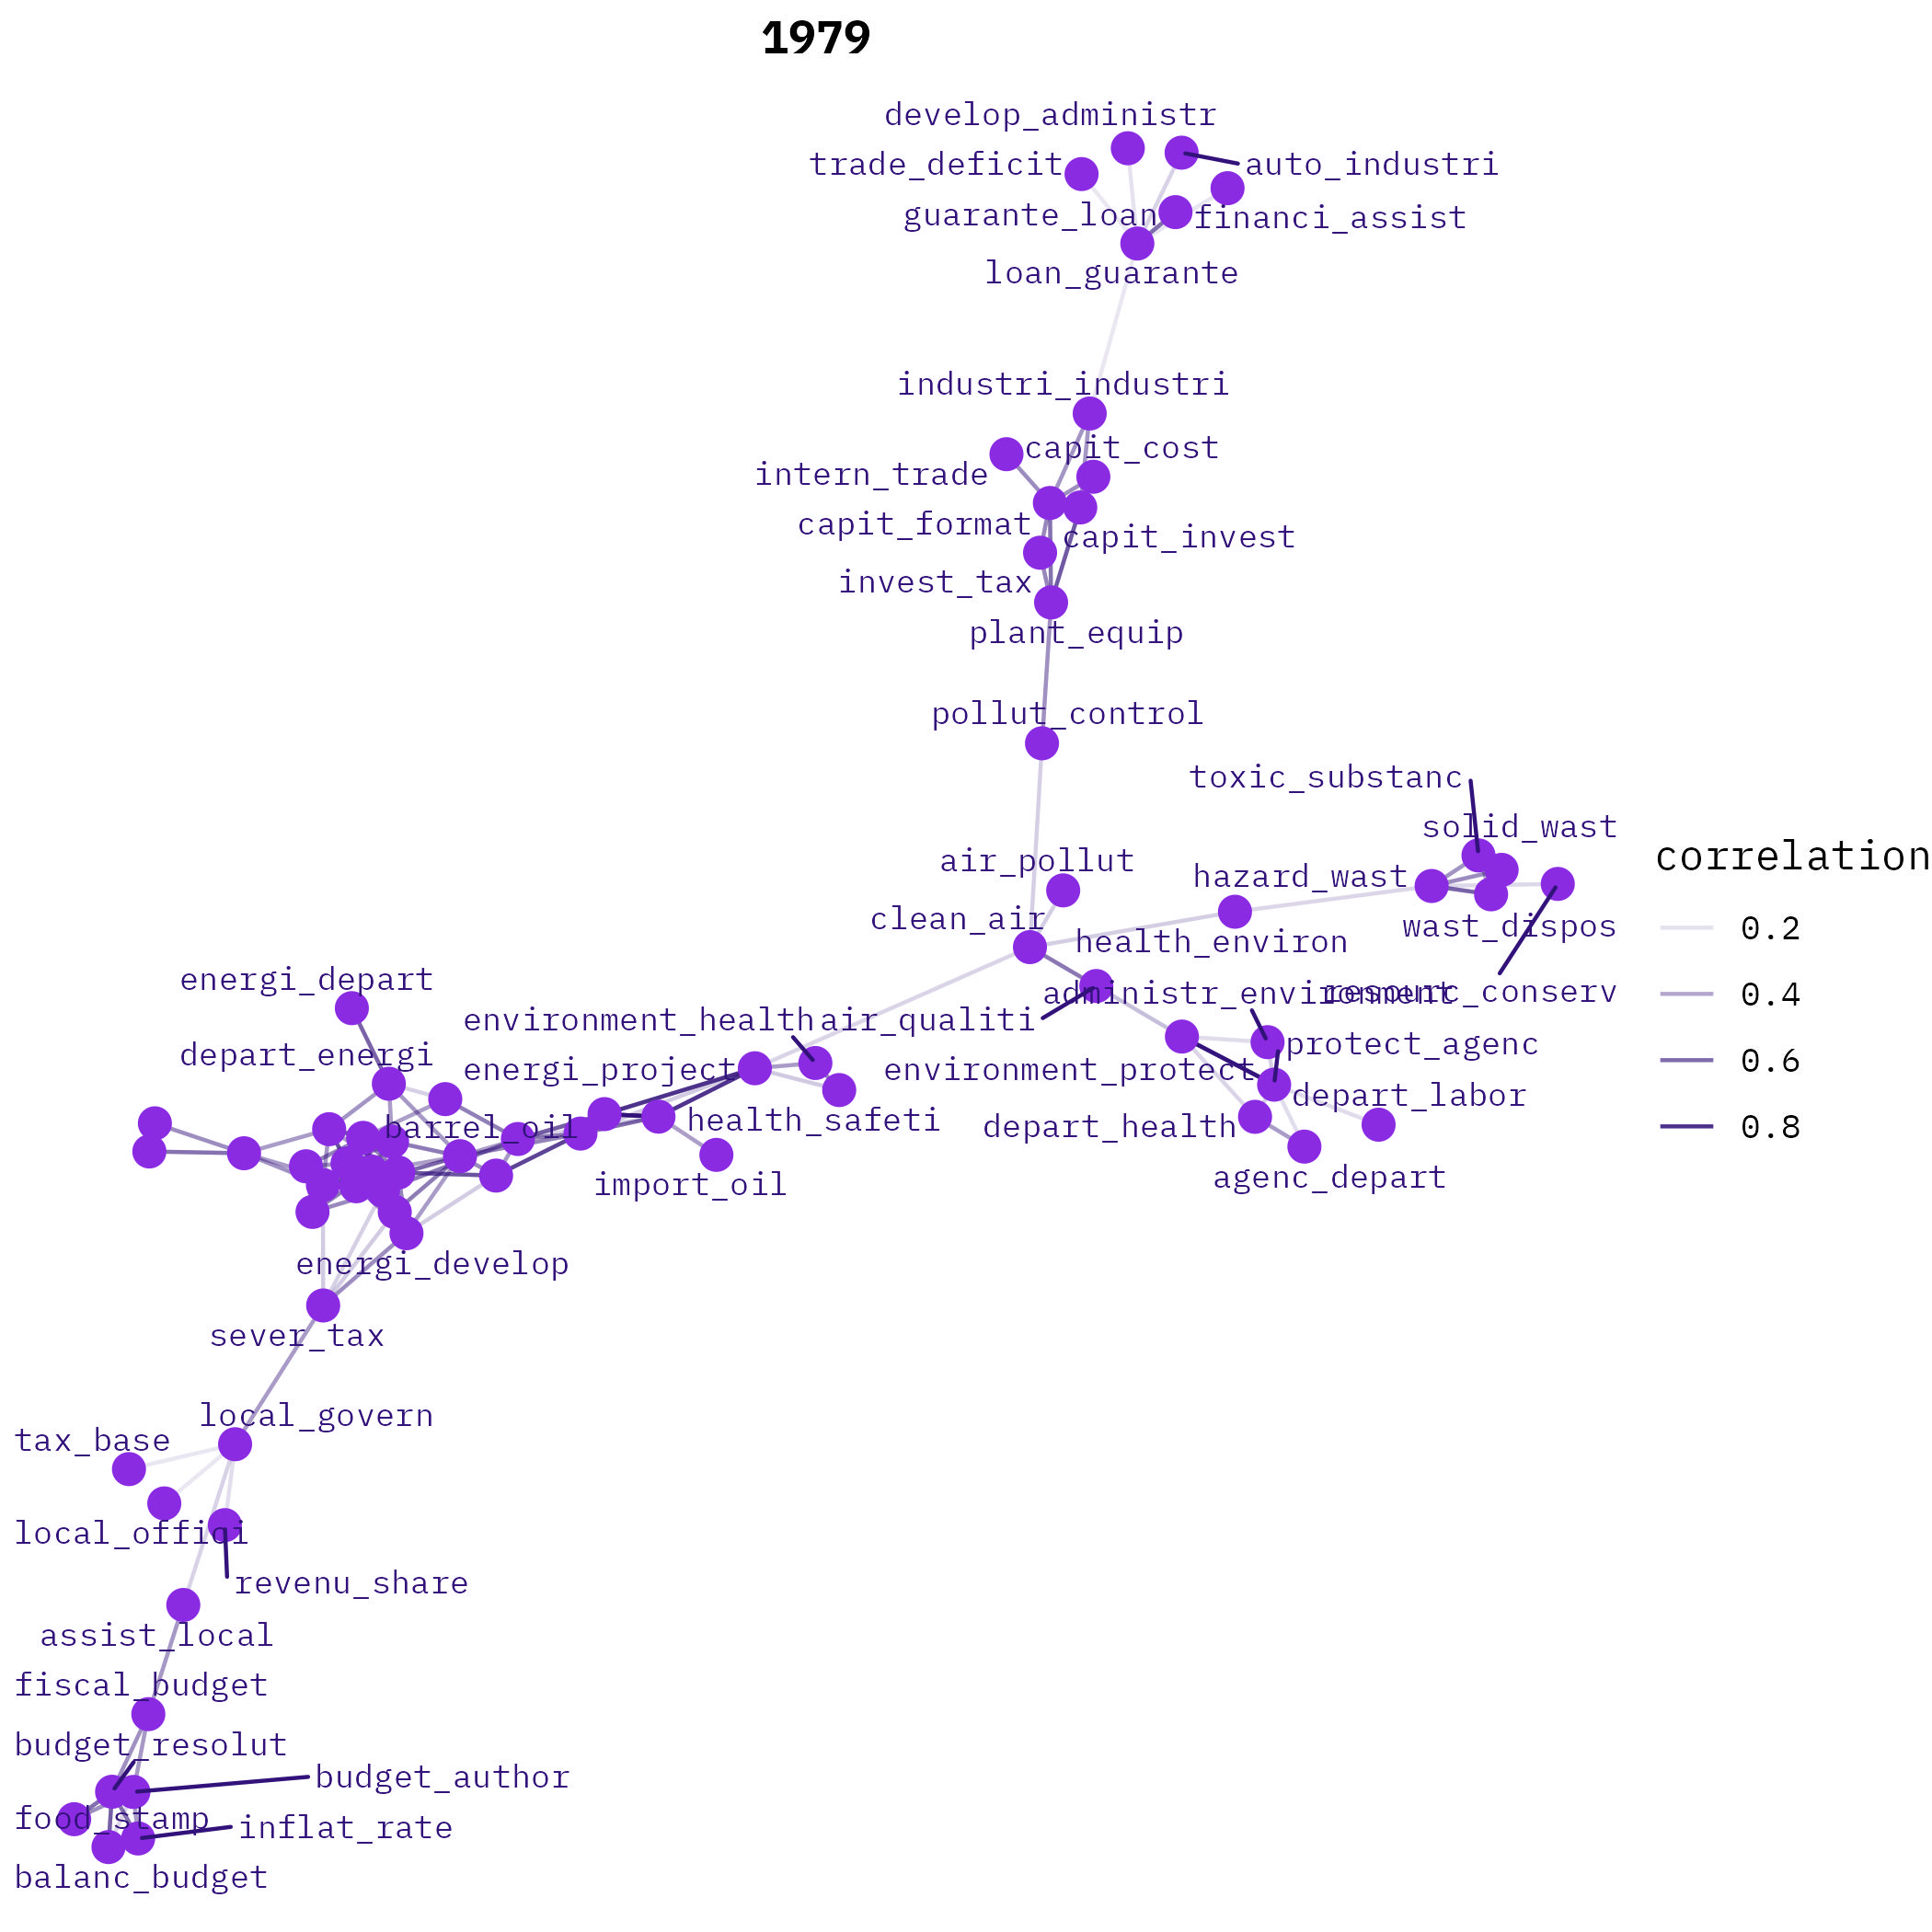 1979
develop_administr
trade_deficit
auto_industri
guarante_loan
financi_assist
loan_guarante
industri_industri
capit_cost
intern_trade
capit_format
capit_invest
invest_tax
plant_equip
pollut_control
toxic_substanc
solid_wast
air_pollut
hazard_wast
clean_air
wast_dispos
health_environ
energi_depart
administr_environment
resourc_conserv
environment_health
air_qualiti
protect_agenc
depart_energi
energi_project
environment_protect
depart_labor
barrel_oil
health_safeti
depart_health
import_oil
agenc_depart
energi_develop
sever_tax
local_govern
tax_base
local_offici
revenu_share
assist_local
fiscal_budget
budget_resolut
budget_author
food_stamp
inflat_rate
balanc_budget
correlation
0.2
0.4
0.6
0.8